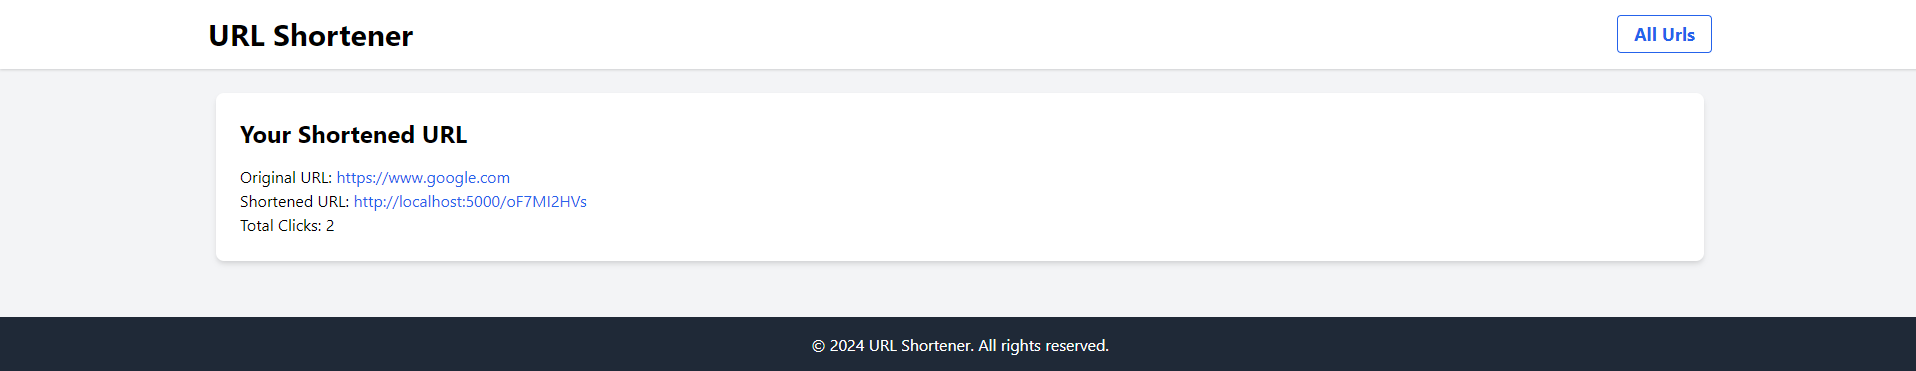 URL Shortener
All Urls
Your Shortened URL
Original URL: https://www.google.com
Shortened URL: http://localhost:5000/oF7MI2HVs
Total Clicks: 2
© 2024 URL Shortener. All rights reserved.